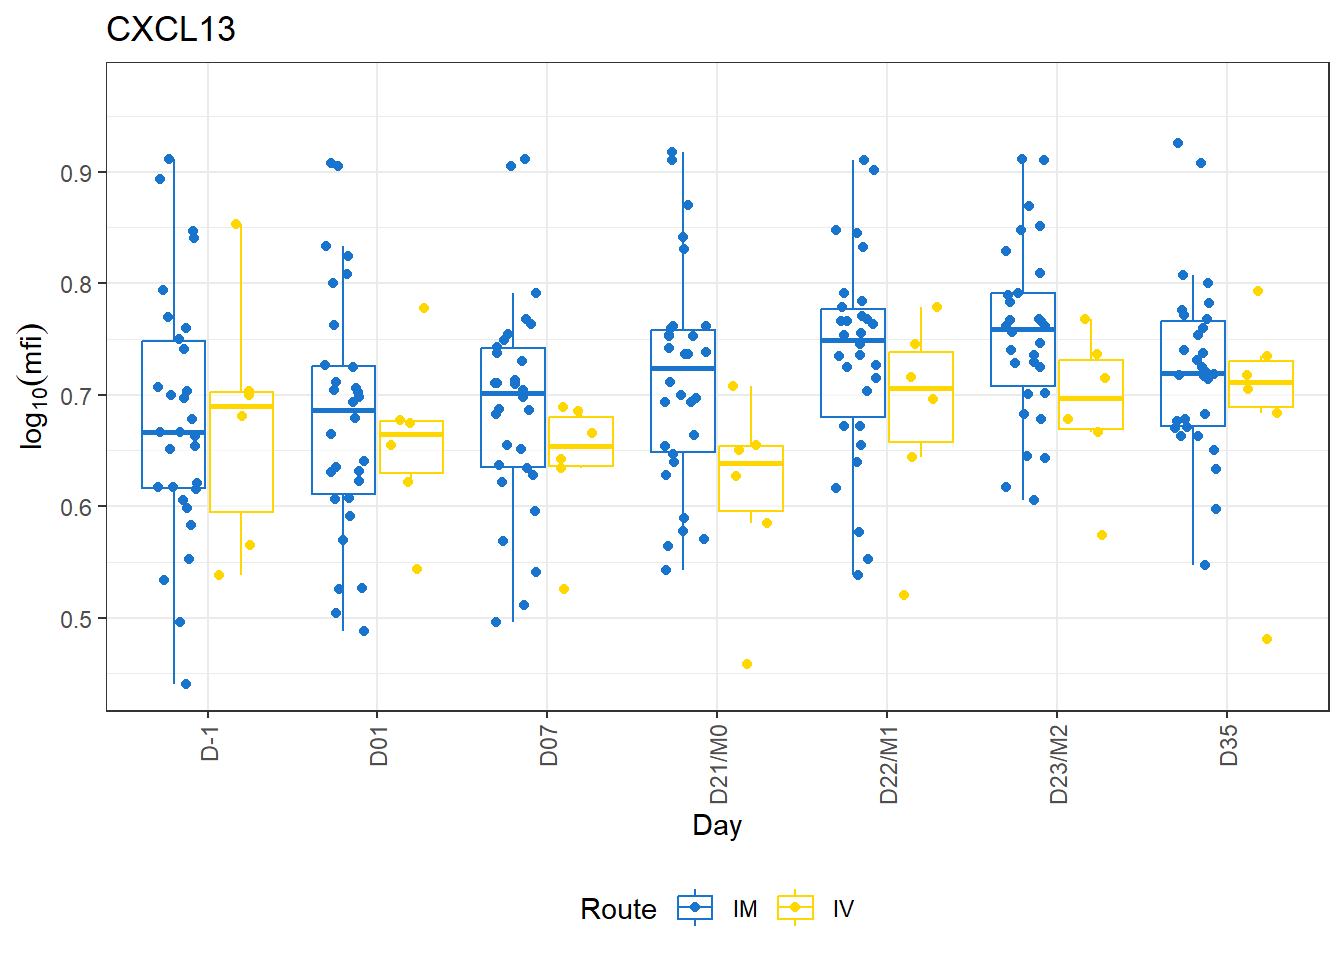 CXCL13
log10(mfi)
0.9
0.8
0.7
0.6
0.5
D-1
D01
D07
D21/M0
D22/M1
D23/M2
D35
Day
Route IM IV